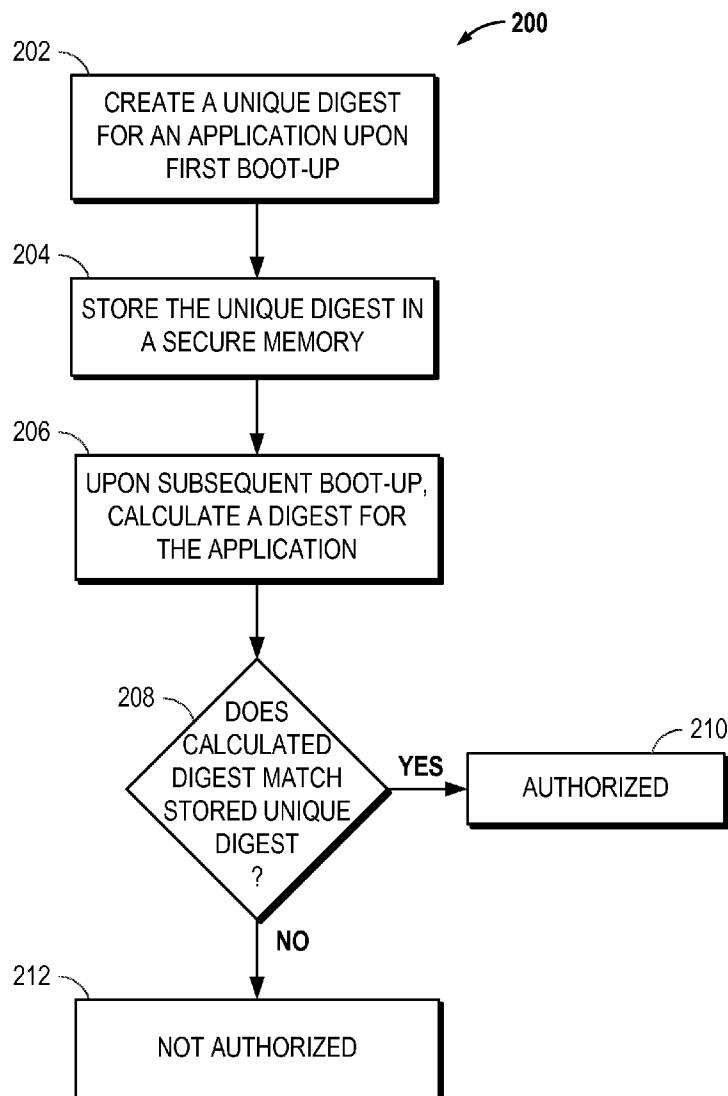 200
202
CREATE A UNIQUE DIGEST
FOR AN APPLICATION UPON
FIRST BOOT-UP
204
STORE THE UNIQUE DIGEST IN
A SECURE MEMORY
206
UPON SUBSEQUENT BOOT-UP,
CALCULATE A DIGEST FOR
THE APPLICATION
208
DOES
CALCULATED
DIGEST MATCH
STORED UNIQUE
DIGEST
?
YES
210
AUTHORIZED
NO
212
NOT AUTHORIZED